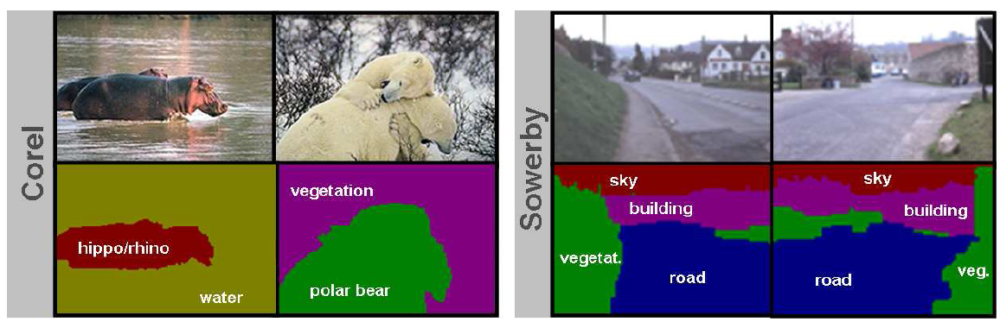 Corel
vegetation
hippo/rhino
polar bear
water
Sowerby
sky
sky
building
building
vegetat.
road
road
veg.